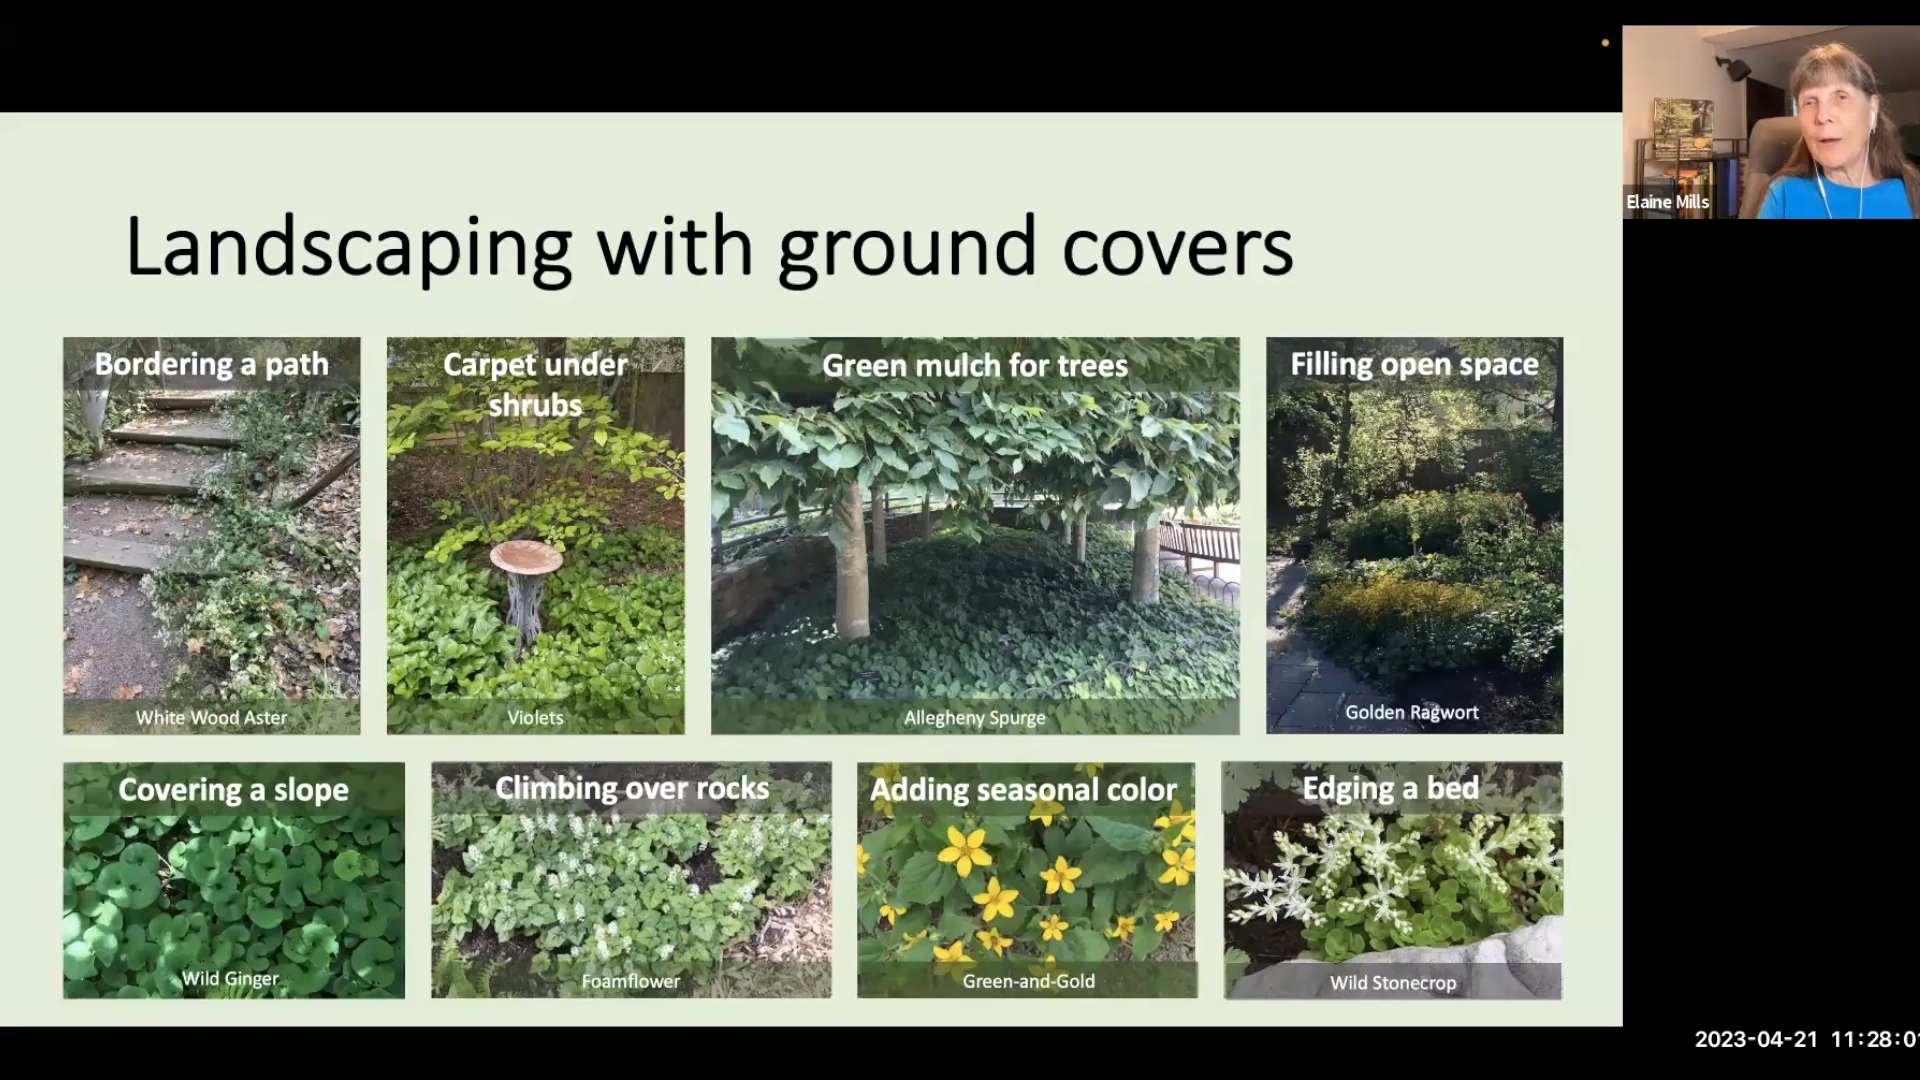 Elaine Mills
Landscaping with ground covers
Bordering a path
White Wood Aster
Carpet under
shrubs
Violets
Green mulch for trees
Allegheny Spurge
Filling open space
Golden Ragwort
Covering a slope
Wild Ginger
Climbing over rocks
Foamflower
Adding seasonal color
Green-and-Gold
Edging a bed
Wild Stonecrop
2023-04-21 11:28:01